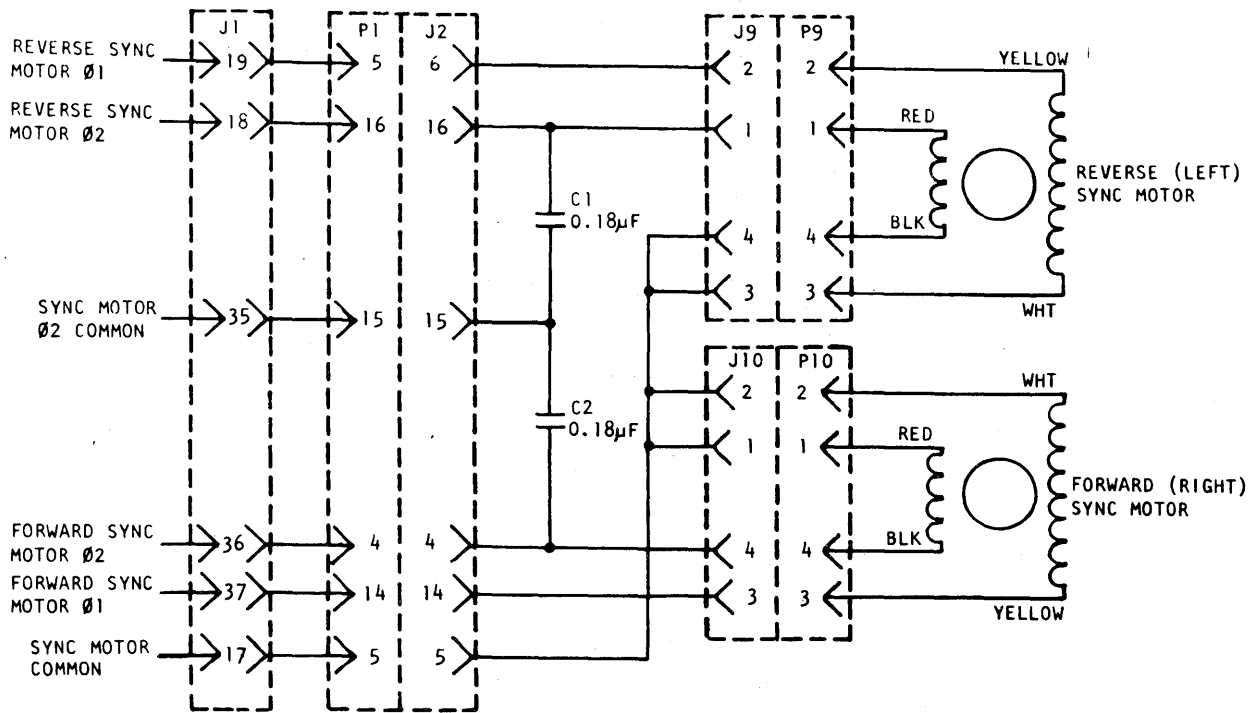 J1
P1
J2
J9
P9
REVERSE SYNC
MOTOR Ø1
19
5
6
2
2
YELLOW
REVERSE SYNC
MOTOR Ø2
18
16
16
1
1
RED
C1
0.18µF
REVERSE (LEFT)
SYNC MOTOR
4
4
BLK
3
3
WHT
SYNC MOTOR
Ø2 COMMON
35
15
15
J10
P10
2
2
WHT
C2
0.18µF
1
1
RED
FORWARD (RIGHT)
SYNC MOTOR
FORWARD SYNC
MOTOR Ø2
36
4
4
4
4
BLK
FORWARD SYNC
MOTOR Ø1
37
14
14
3
3
YELLOW
SYNC MOTOR
COMMON
17
5
5